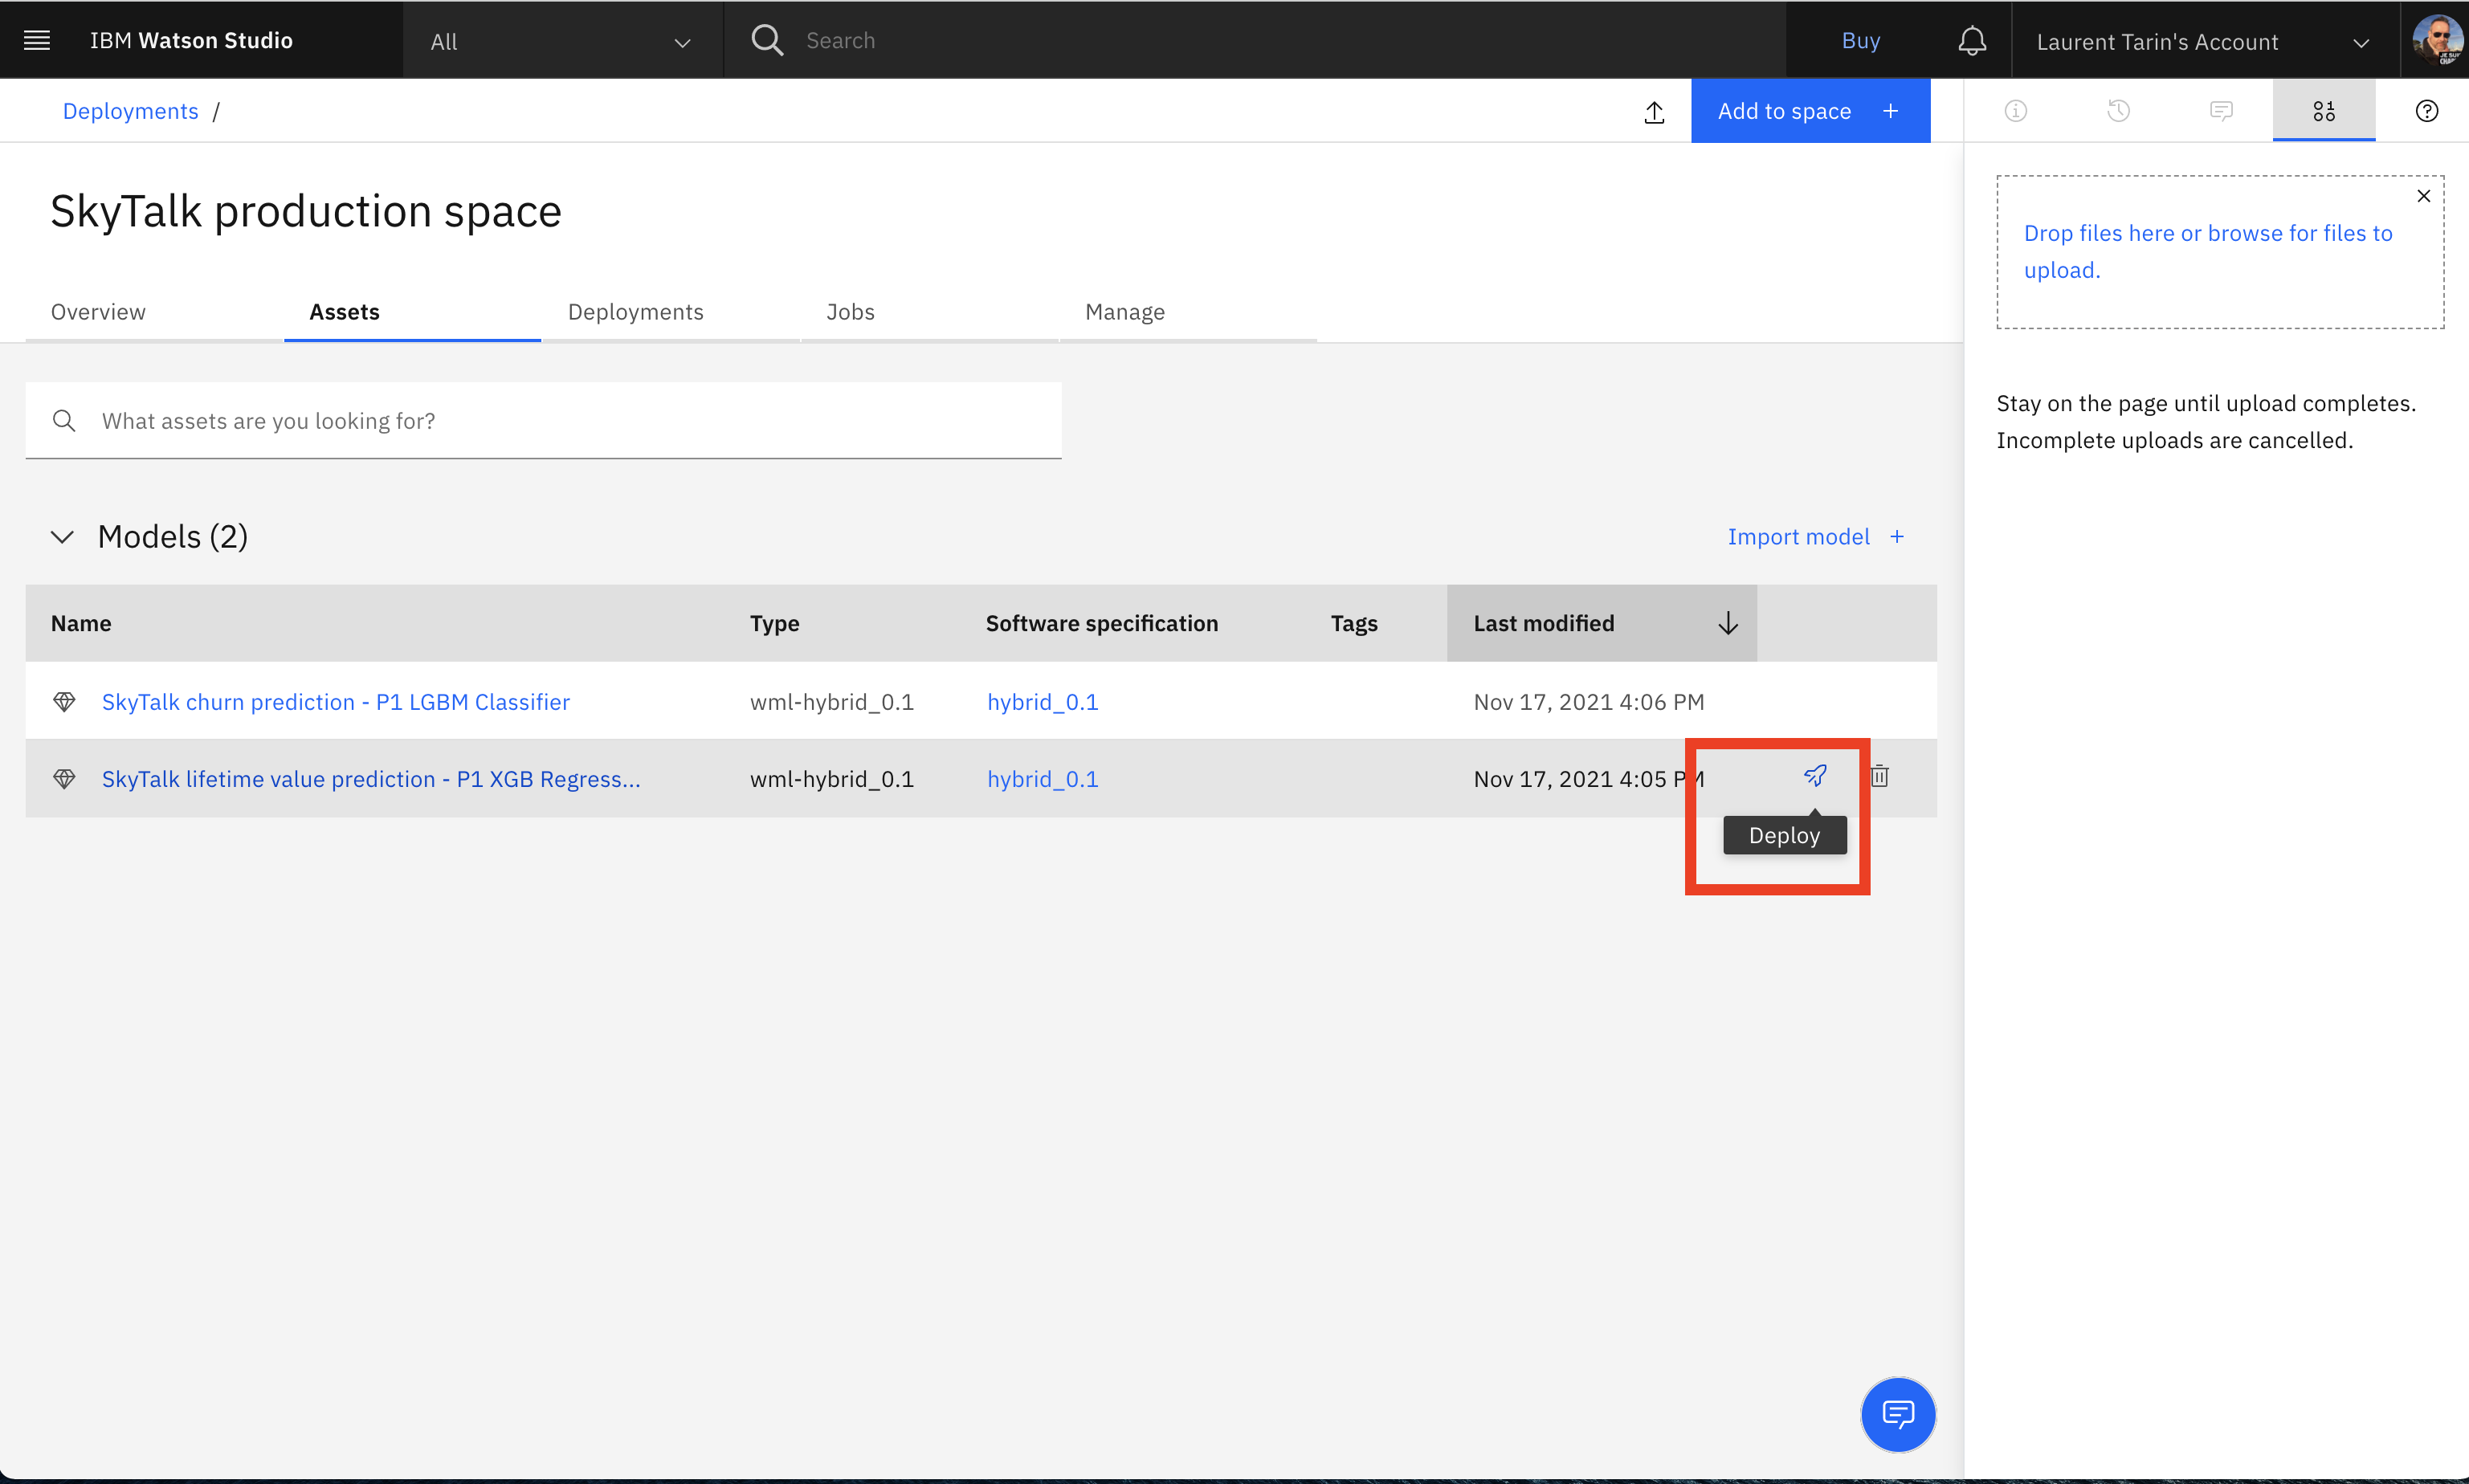 IBM Watson Studio
All
Search
Buy
Laurent Tarin's Account
Deployments /
Add to space +
SkyTalk production space
Overview
Assets
Deployments
Jobs
Manage
Drop files here or browse for files to
upload.
Stay on the page until upload completes.
Incomplete uploads are cancelled.
What assets are you looking for?
Models (2)
Import model +
Name Type Software specification Tags Last modified
SkyTalk churn prediction - P1 LGBM Classifier wml-hybrid_0.1 hybrid_0.1 Nov 17, 2021 4:06 PM
SkyTalk lifetime value prediction - P1 XGB Regress... wml-hybrid_0.1 hybrid_0.1 Nov 17, 2021 4:05 PM
Deploy